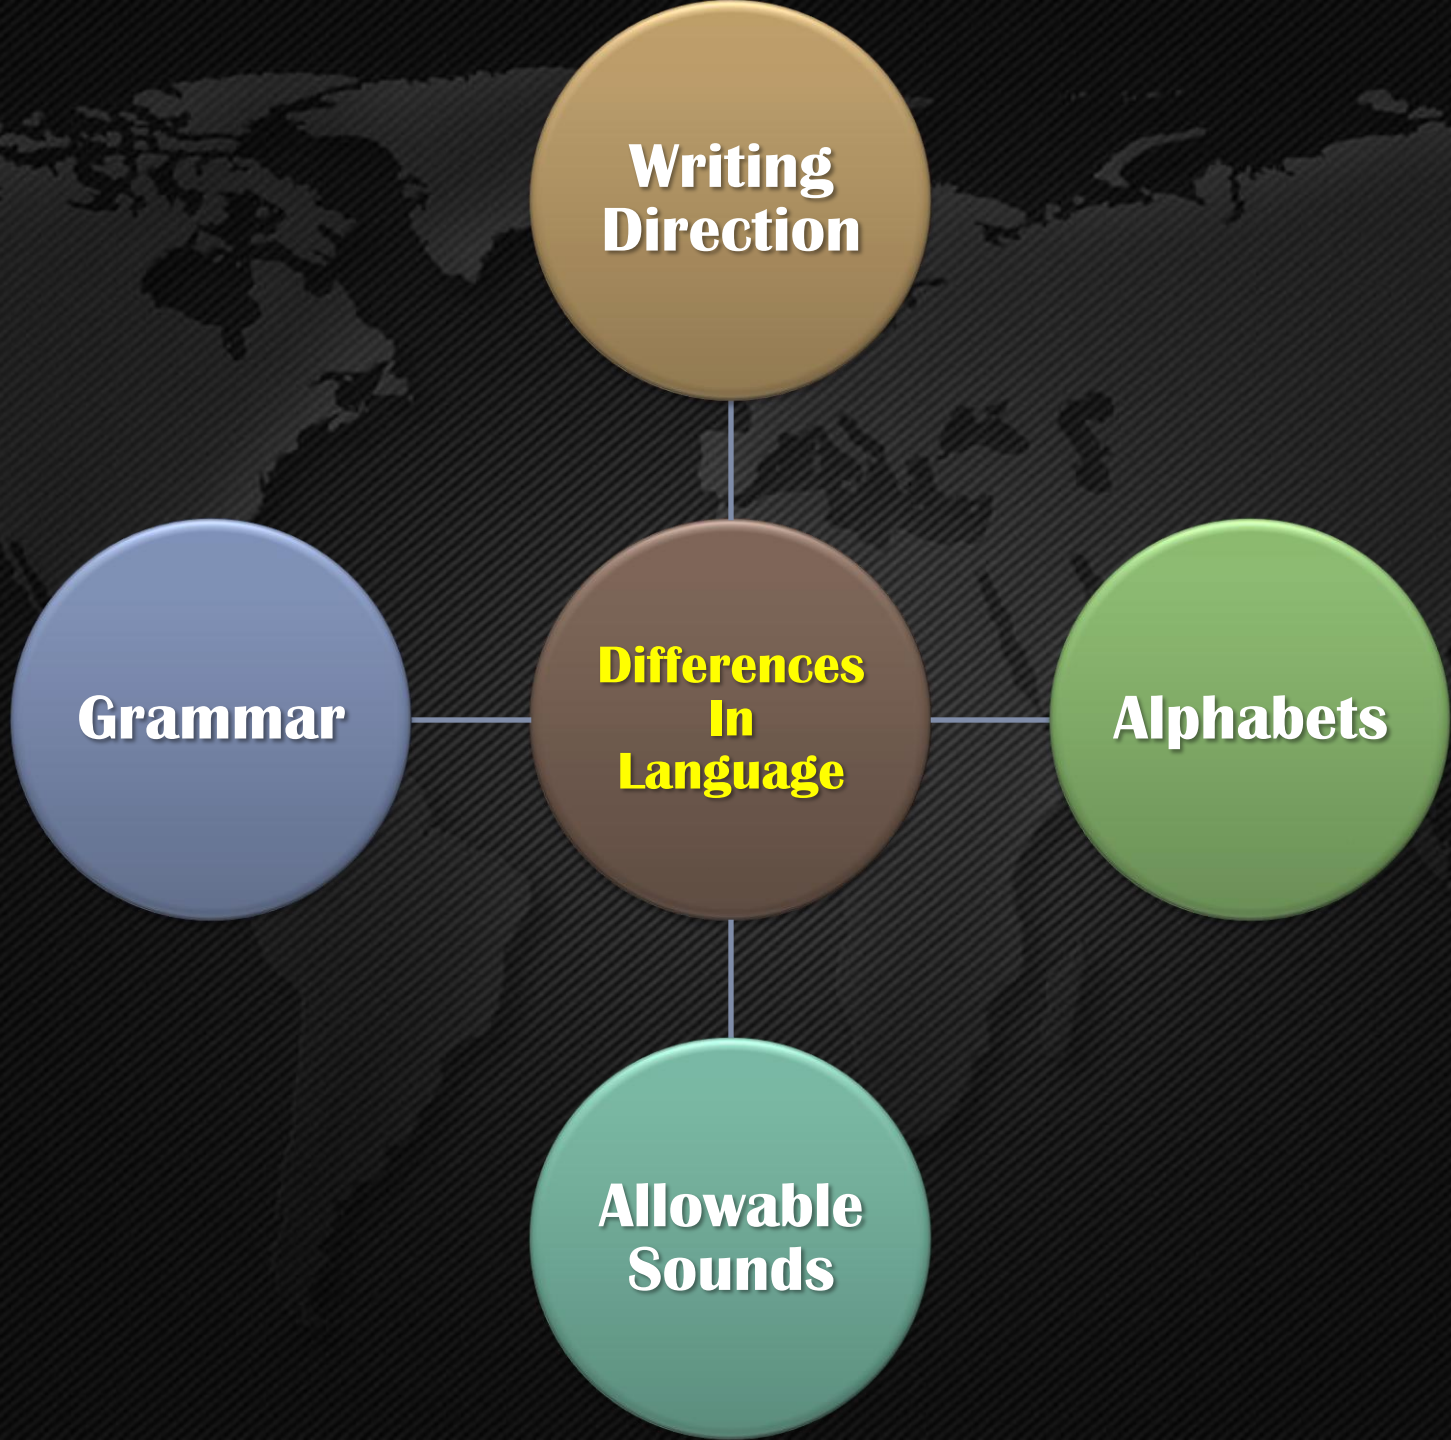 Writing
Direction
Grammar
Differences
In
Language
Alphabets
Allowable
Sounds